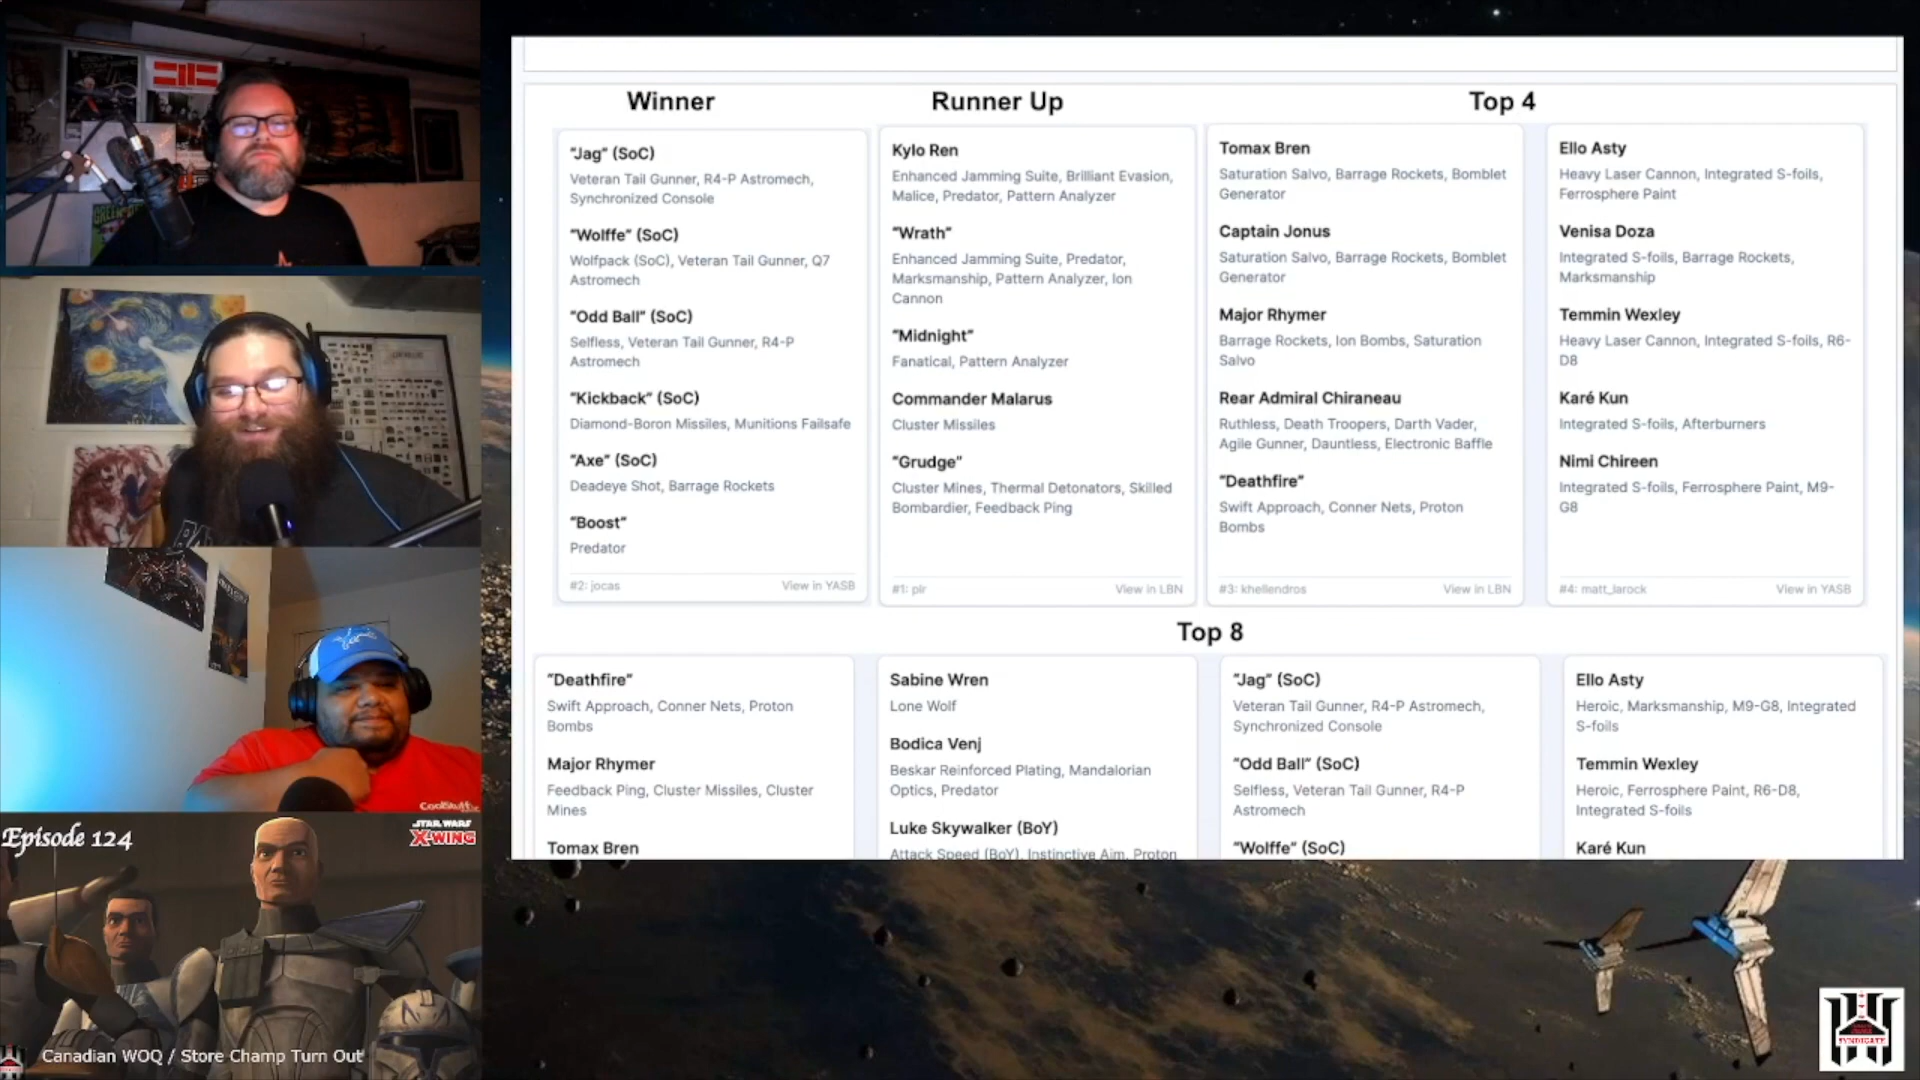 Winner
"Jag" (SoC)
Veteran Tail Gunner, R4-P Astromech,
Synchronized Console
"Wolffe" (SoC)
Wolfpack (SoC), Veteran Tail Gunner, Q7
Astromech
"Odd Ball" (SoC)
Selfless, Veteran Tail Gunner, R4-P
Astromech
"Kickback" (SoC)
Diamond-Boron Missiles, Munitions Failsafe
"Axe" (SoC)
Deadeye Shot, Barrage Rockets
"Boost"
Predator
#2: jocas
View in YASB
Runner Up
Kylo Ren
Enhanced Jamming Suite, Brilliant Evasion,
Malice, Predator, Pattern Analyzer
"Wrath"
Enhanced Jamming Suite, Predator,
Marksmanship, Pattern Analyzer, Ion
Cannon
"Midnight"
Fanatical, Pattern Analyzer
Commander Malarus
Cluster Missiles
"Grudge"
Cluster Mines, Thermal Detonators, Skilled
Bombardier, Feedback Ping
#1: plr
View in LBN
Top 4
Tomax Bren
Saturation Salvo, Barrage Rockets, Bomblet
Generator
Captain Jonus
Saturation Salvo, Barrage Rockets, Bomblet
Generator
Major Rhymer
Barrage Rockets, Ion Bombs, Saturation
Salvo
Rear Admiral Chiraneau
Ruthless, Death Troopers, Darth Vader,
Agile Gunner, Dauntless, Electronic Baffle
"Deathfire"
Swift Approach, Conner Nets, Proton
Bombs
#3: khellendros
View in LBN
Ello Asty
Heavy Laser Cannon, Integrated S-foils,
Ferrosphere Paint
Venisa Doza
Integrated S-foils, Barrage Rockets,
Marksmanship
Temmin Wexley
Heavy Laser Cannon, Integrated S-foils, R6-
D8
Karé Kun
Integrated S-foils, Afterburners
Nimi Chireen
Integrated S-foils, Ferrosphere Paint, M9-
G8
#4: matt_larock
View in YASB
Top 8
"Deathfire"
Swift Approach, Conner Nets, Proton
Bombs
Major Rhymer
Feedback Ping, Cluster Missiles, Cluster
Mines
Tomax Bren
Sabine Wren
Lone Wolf
Bodica Venj
Beskar Reinforced Plating, Mandalorian
Optics, Predator
Luke Skywalker (BoY)
Attack Speed (BoY), Instinctive Aim, Proton
"Jag" (SoC)
Veteran Tail Gunner, R4-P Astromech,
Synchronized Console
"Odd Ball" (SoC)
Selfless, Veteran Tail Gunner, R4-P
Astromech
"Wolffe" (SoC)
Ello Asty
Heroic, Marksmanship, M9-G8, Integrated
S-foils
Temmin Wexley
Heroic, Ferrosphere Paint, R6-D8,
Integrated S-foils
Karé Kun
Episode 124
STAR WARS
X-WING
Canadian WOQ / Store Champ Turn Out
SYNDICATE